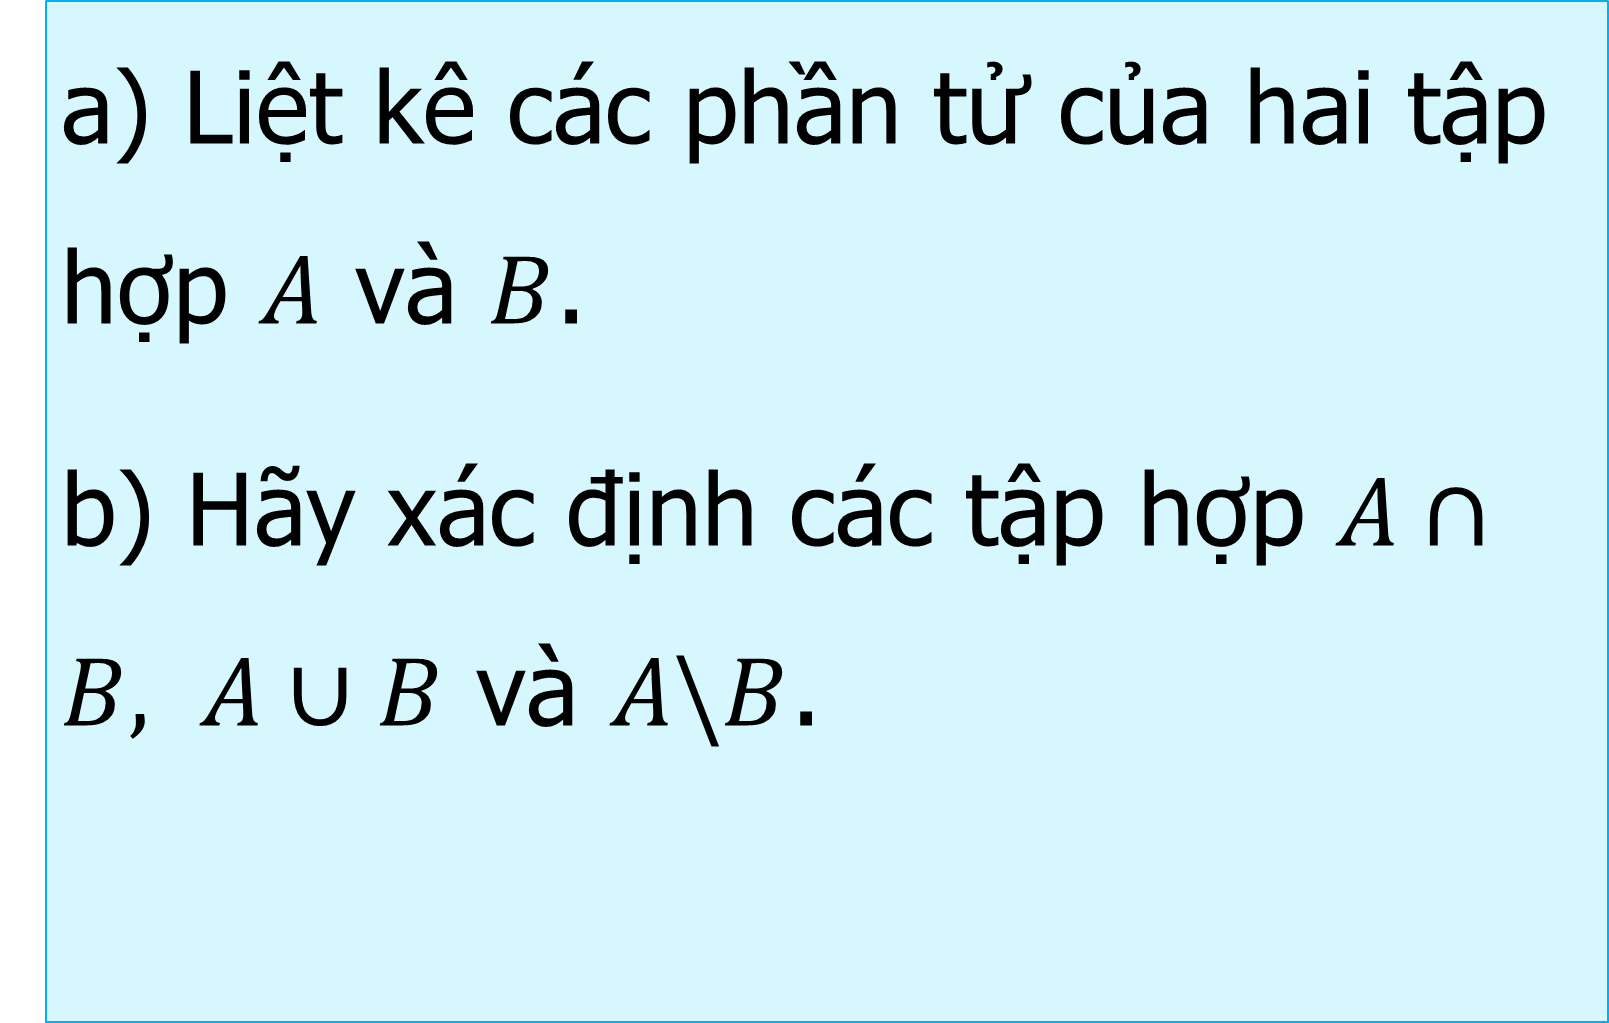 a) Liệt kê các phần tử của hai tập
hợp A và B.
b) Hãy xác định các tập hợp A ∩
B, A ∪ B và A\B.